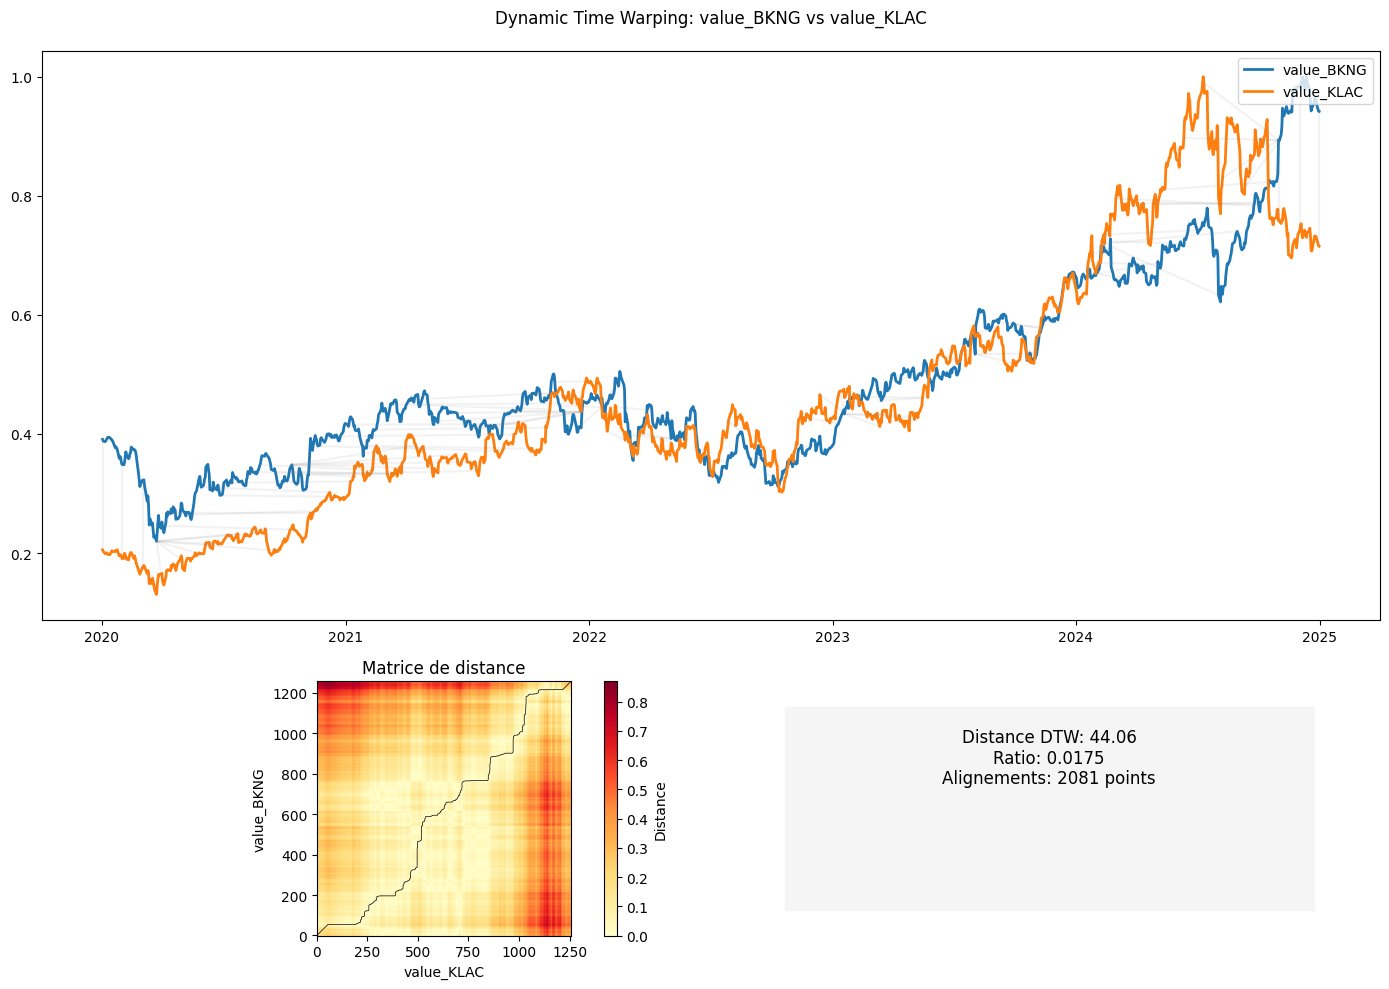 Dynamic Time Warping: value_BKNG vs value_KLAC
value_BKNG
value_KLAC
1.0
0.8
0.6
0.4
0.2
2020 2021 2022 2023 2024 2025
Matrice de distance
value_BKNG
1200
1000
800
600
400
200
0
0 250 500 750 1000 1250
value_KLAC
0.8
0.7
0.6
0.5
0.4
0.3
0.2
0.1
0.0
Distance
Distance DTW: 44.06
Ratio: 0.0175
Alignements: 2081 points